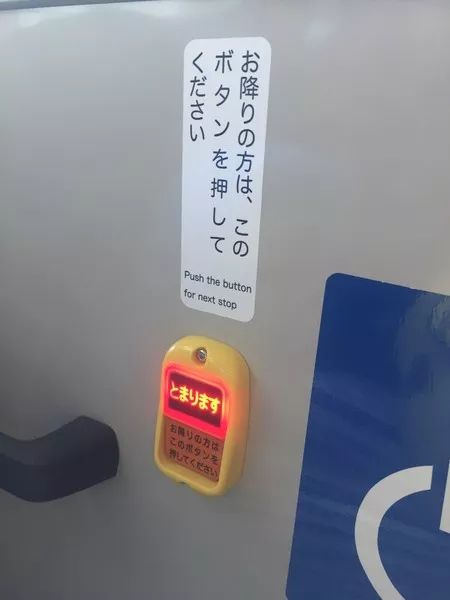 お降りの方は、この
ボタンを押して
ください
Push the button
for next stop
とまります
お降りの方は
このボタンを
押してください